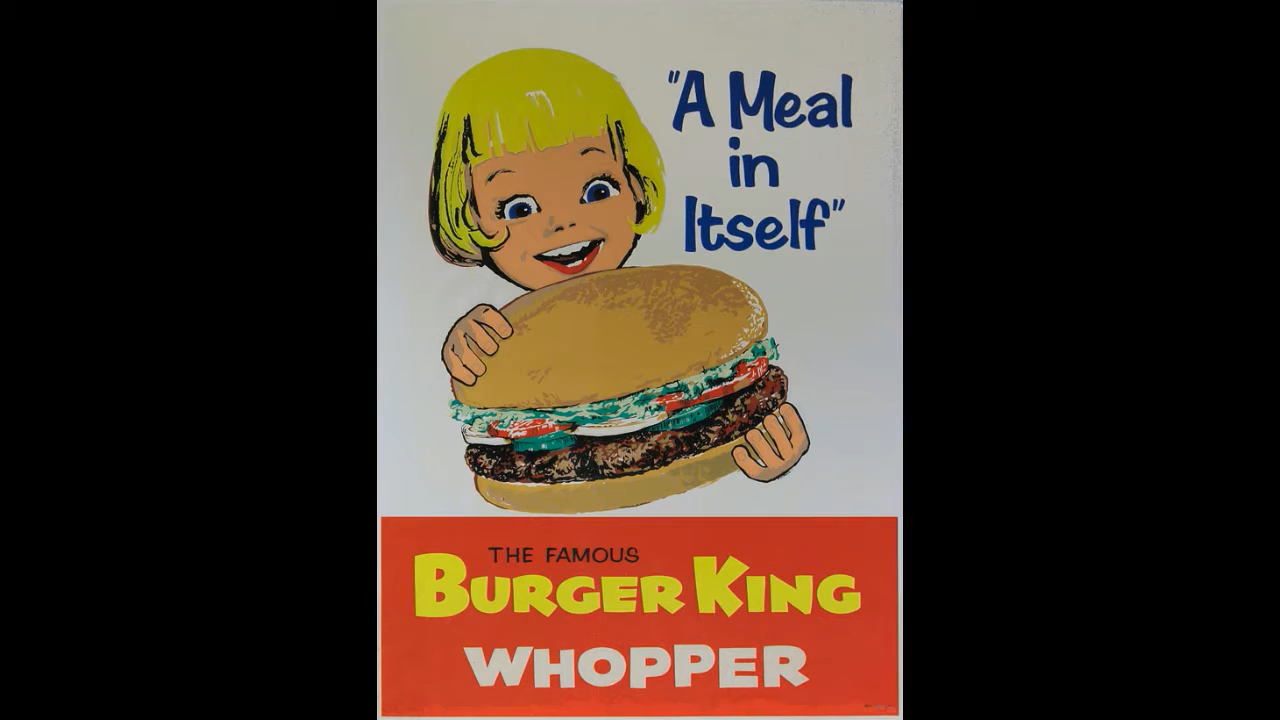 "A Meal
in
Itself"
THE FAMOUS
BURGER KING
WHOPPER